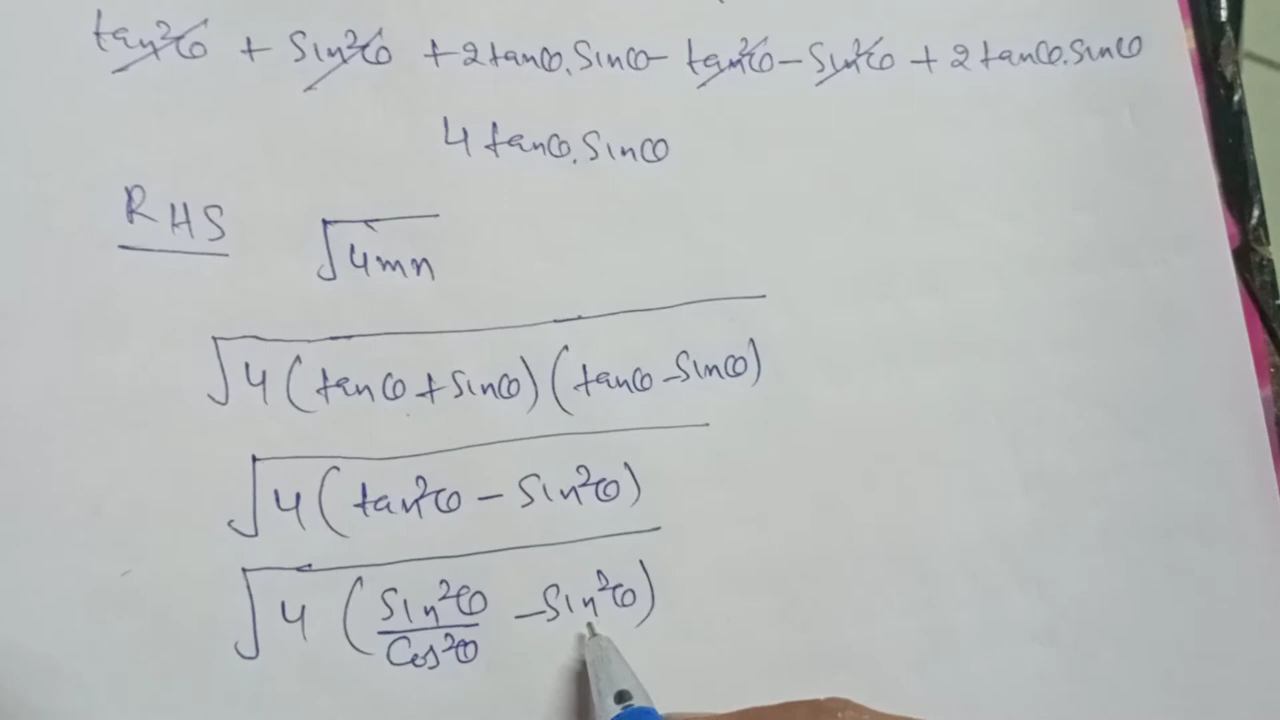 tan²θ + Sin²θ + 2tanθ.Sinθ - tan²θ - Sin²θ + 2tanθ.Sinθ
4 tanθ.Sinθ
RHS √4mn
√4(tanθ + Sinθ)(tanθ - Sinθ)
√4(tan²θ - Sin²θ)
√4(Sin²θ/Cos²θ - Sin²θ)